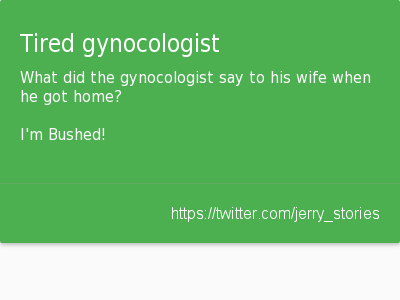 Tired gynocologist
What did the gynocologist say to his wife when
he got home?
I'm Bushed!
https://twitter.com/jerry_stories